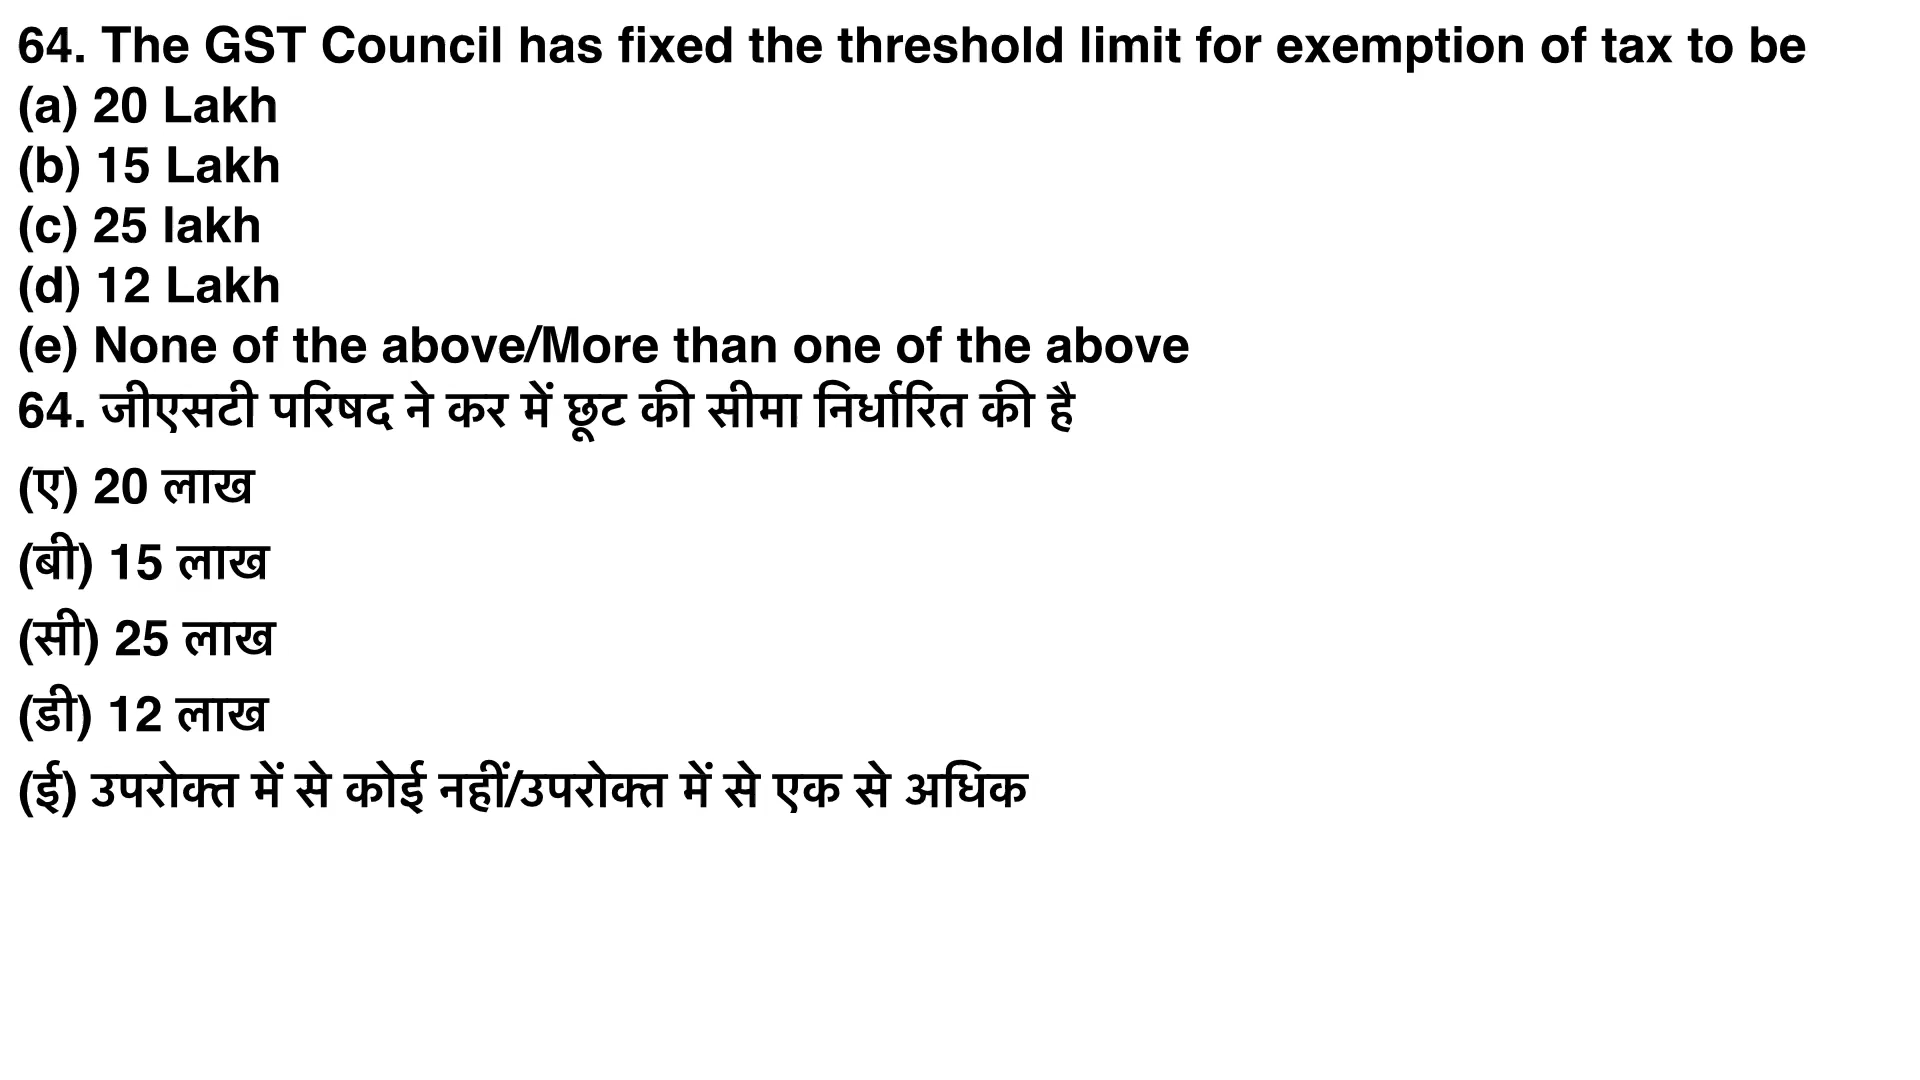 64. The GST Council has fixed the threshold limit for exemption of tax to be
(a) 20 Lakh
(b) 15 Lakh
(c) 25 lakh
(d) 12 Lakh
(e) None of the above/More than one of the above
64. जीएसटी परिषद ने कर में छूट की सीमा निर्धारित की है
(ए) 20 लाख
(बी) 15 लाख
(सी) 25 लाख
(डी) 12 लाख
(ई) उपरोक्त में से कोई नहीं/उपरोक्त में से एक से अधिक